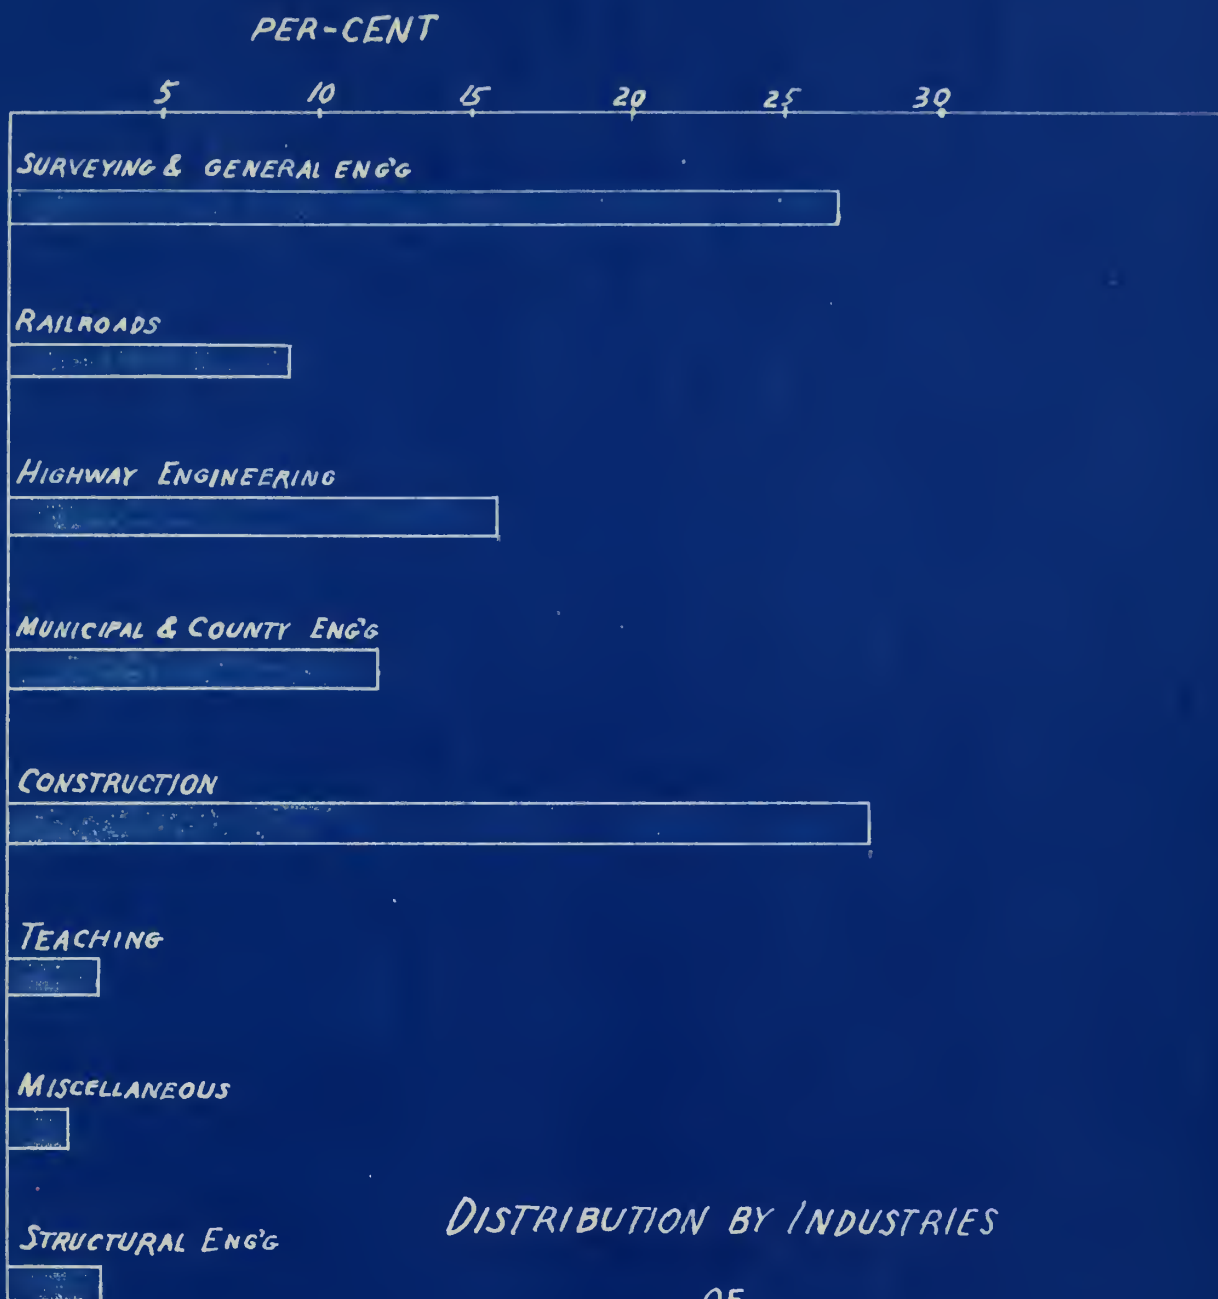 PER-CENT
5 10 15 20 25 30
SURVEYING & GENERAL ENG'G
RAILROADS
HIGHWAY ENGINEERING
MUNICIPAL & COUNTY ENG'G
CONSTRUCTION
TEACHING
MISCELLANEOUS
STRUCTURAL ENG'G
DISTRIBUTION BY INDUSTRIES
OF